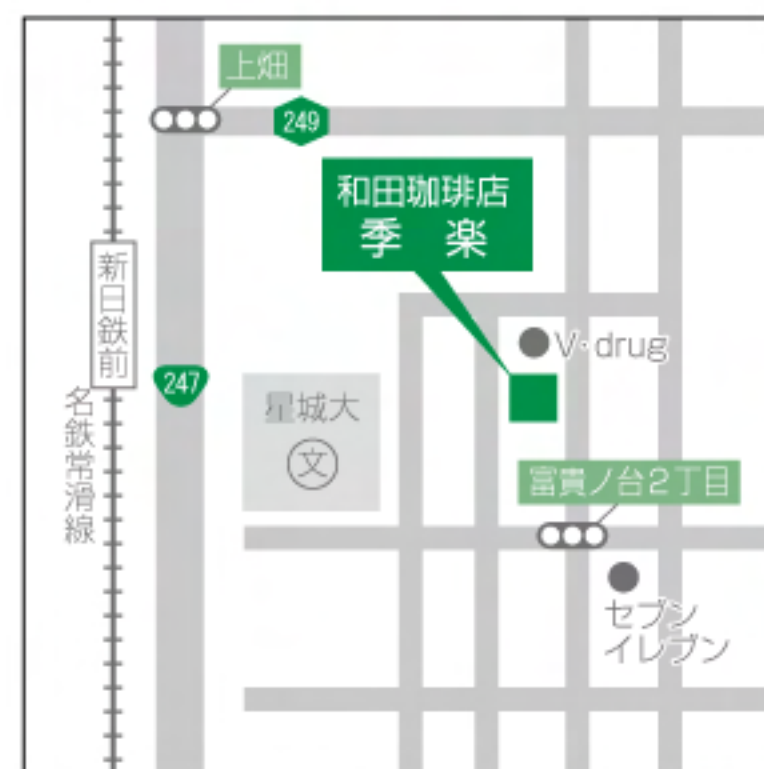 上畑
249
和田珈琲店
季 楽
新日鉄前
V・drug
247
名鉄常滑線
星城大
文
富貴ノ台2丁目
セブン
イレブン